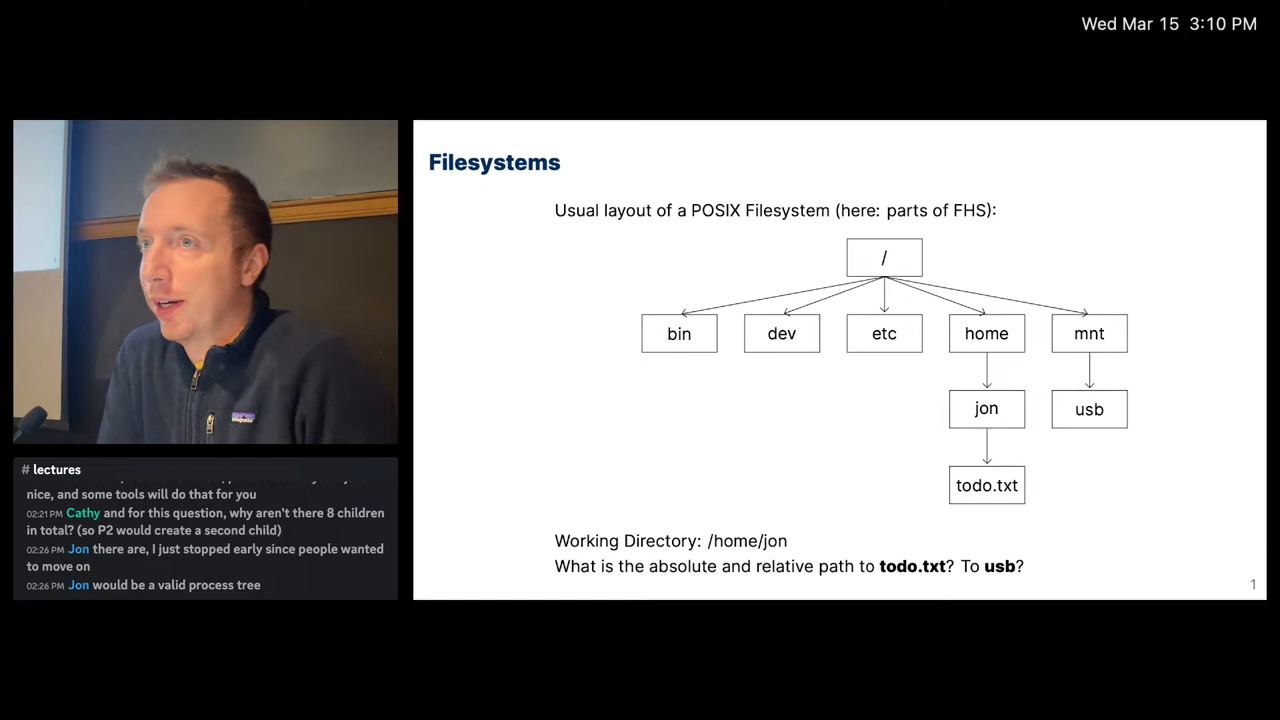 Wed Mar 15 3:10 PM
Filesystems
Usual layout of a POSIX Filesystem (here: parts of FHS):
/
bin dev etc home mnt
jon usb
todo.txt
Working Directory: /home/jon
What is the absolute and relative path to todo.txt? To usb?
1
patagonia
# lectures
nice, and some tools will do that for you
02:21 PM Cathy and for this question, why aren't there 8 children
in total? (so P2 would create a second child)
02:26 PM Jon there are, I just stopped early since people wanted
to move on
02:26 PM Jon would be a valid process tree